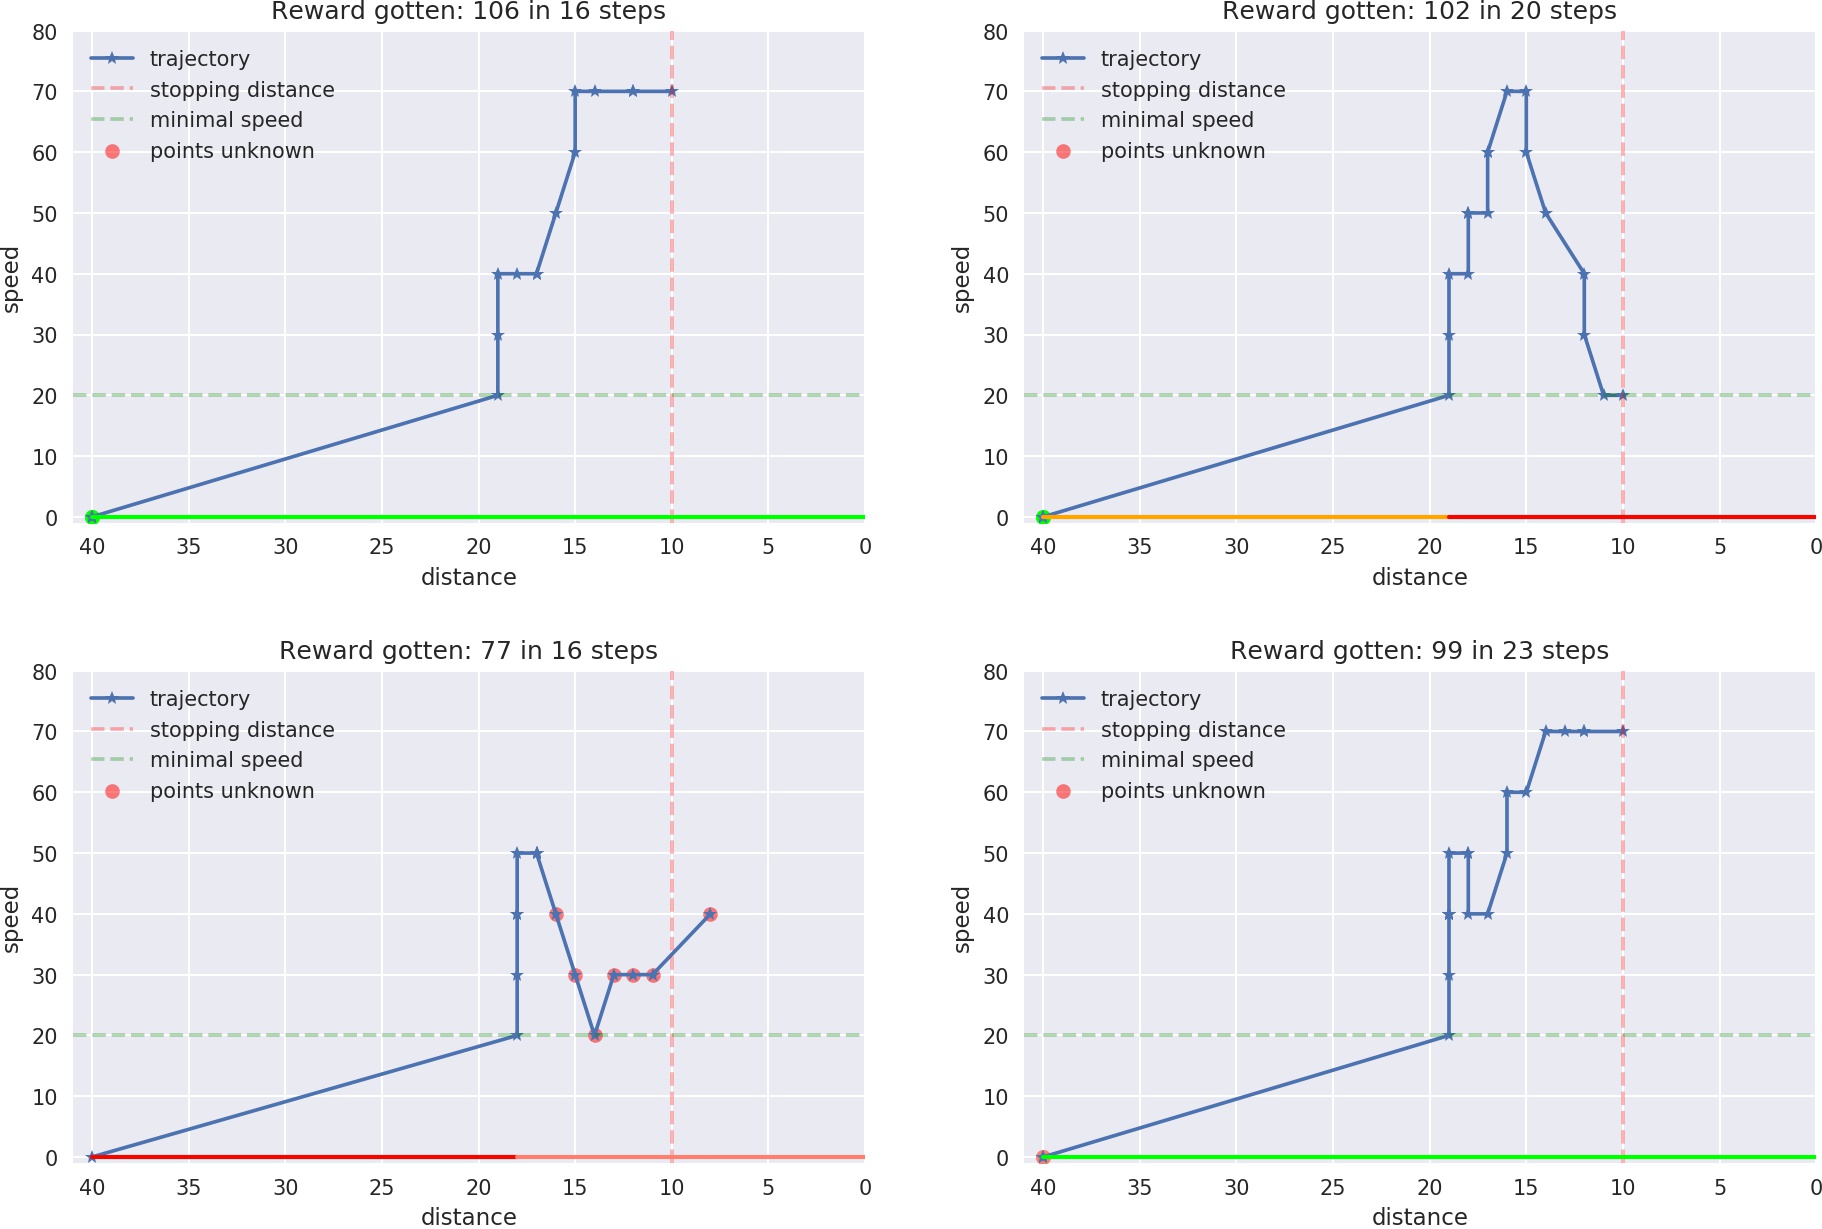 Reward gotten: 106 in 16 steps
80
70
60
50
40
30
20
10
0
speed
trajectory
stopping distance
minimal speed
points unknown
40 35 30 25 20 15 10 5 0
distance
Reward gotten: 102 in 20 steps
80
70
60
50
40
30
20
10
0
speed
trajectory
stopping distance
minimal speed
points unknown
40 35 30 25 20 15 10 5 0
distance
Reward gotten: 77 in 16 steps
80
70
60
50
40
30
20
10
0
speed
trajectory
stopping distance
minimal speed
points unknown
40 35 30 25 20 15 10 5 0
distance
Reward gotten: 99 in 23 steps
80
70
60
50
40
30
20
10
0
speed
trajectory
stopping distance
minimal speed
points unknown
40 35 30 25 20 15 10 5 0
distance